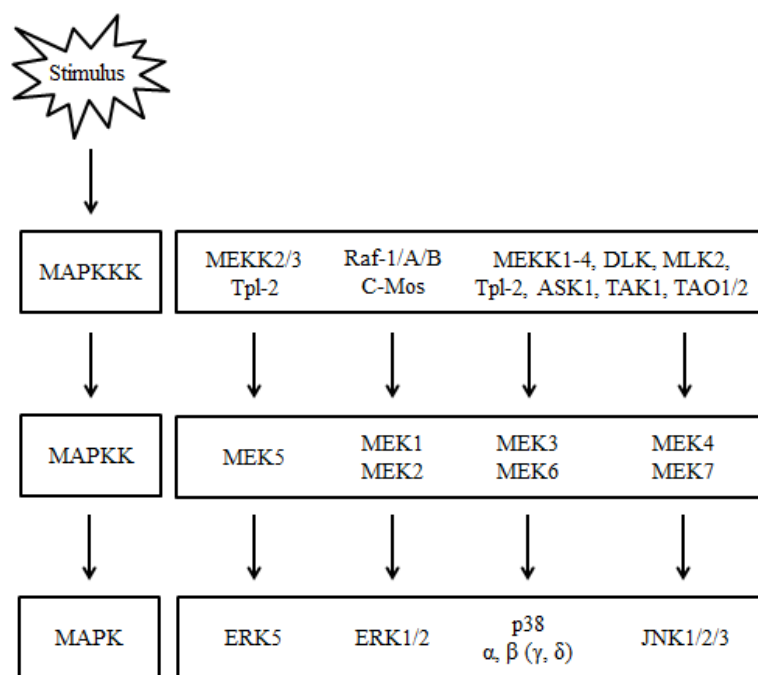 Stimulus
MAPKKK
MEKK2/3
Tpl-2
Raf-1/A/B
C-Mos
MEKK1-4, DLK, MLK2,
Tpl-2, ASK1, TAK1, TAO1/2
MAPKK
MEK5
MEK1
MEK2
MEK3
MEK6
MEK4
MEK7
MAPK
ERK5
ERK1/2
p38
α, β (γ, δ)
JNK1/2/3